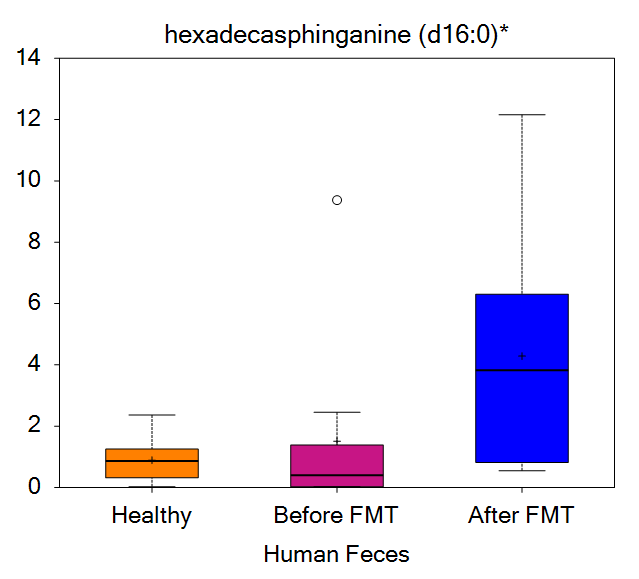 hexadecasphinganine (d16:0)*
14
12
10
8
6
4
2
0
Healthy Before FMT After FMT
Human Feces